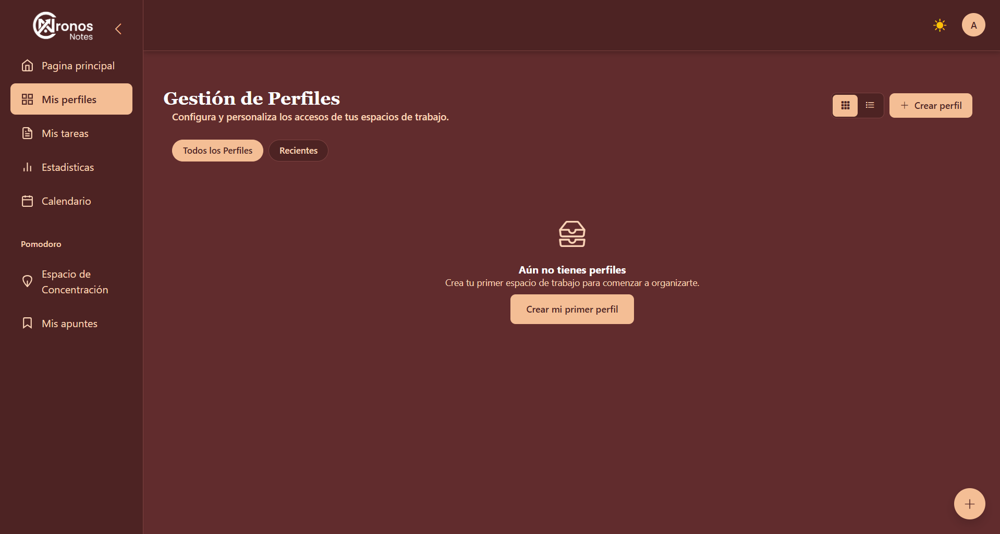 Kronos
Notes
A
Pagina principal
Mis perfiles
Mis tareas
Estadisticas
Calendario
Pomodoro
Espacio de
Concentración
Mis apuntes
Gestión de Perfiles
Configura y personaliza los accesos de tus espacios de trabajo.
+ Crear perfil
Todos los Perfiles
Recientes
Aún no tienes perfiles
Crea tu primer espacio de trabajo para comenzar a organizarte.
Crear mi primer perfil
+